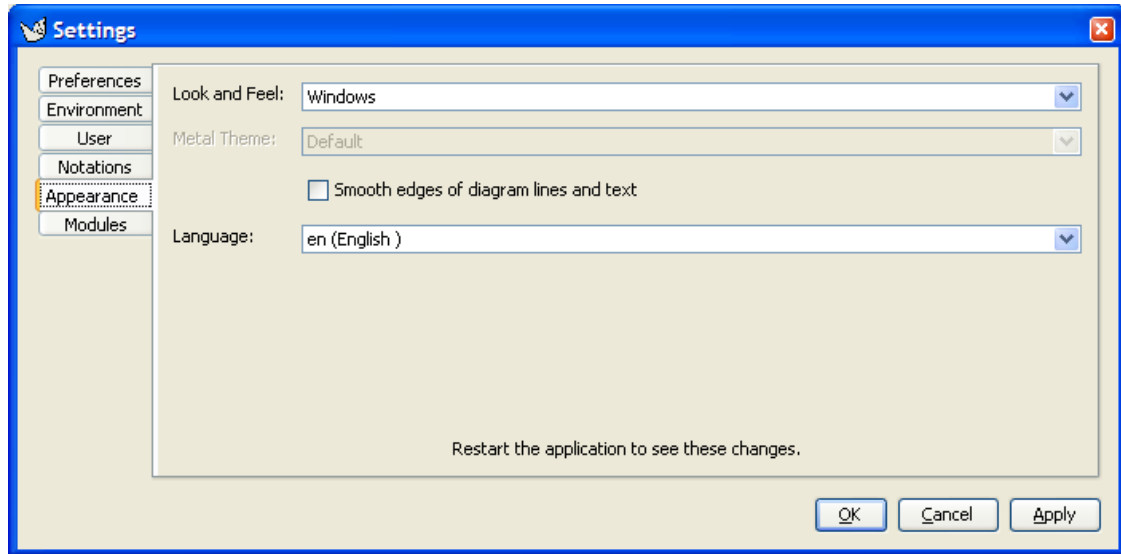 Settings
Preferences
Environment
User
Notations
Appearance
Modules
Look and Feel: Windows
Metal Theme: Default
Smooth edges of diagram lines and text
Language: en (English )
Restart the application to see these changes.
OK Cancel Apply